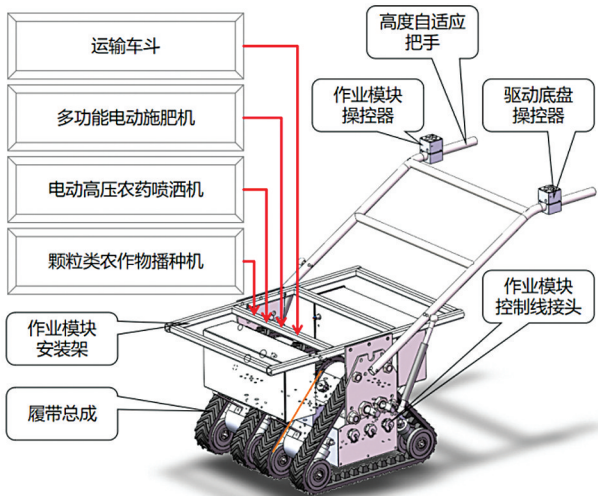 运输车斗
多功能电动施肥机
电动高压农药喷洒机
颗粒类农作物播种机
高度自适应
把手
作业模块
操控器
驱动底盘
操控器
作业模块
控制线接头
作业模块
安装架
履带总成